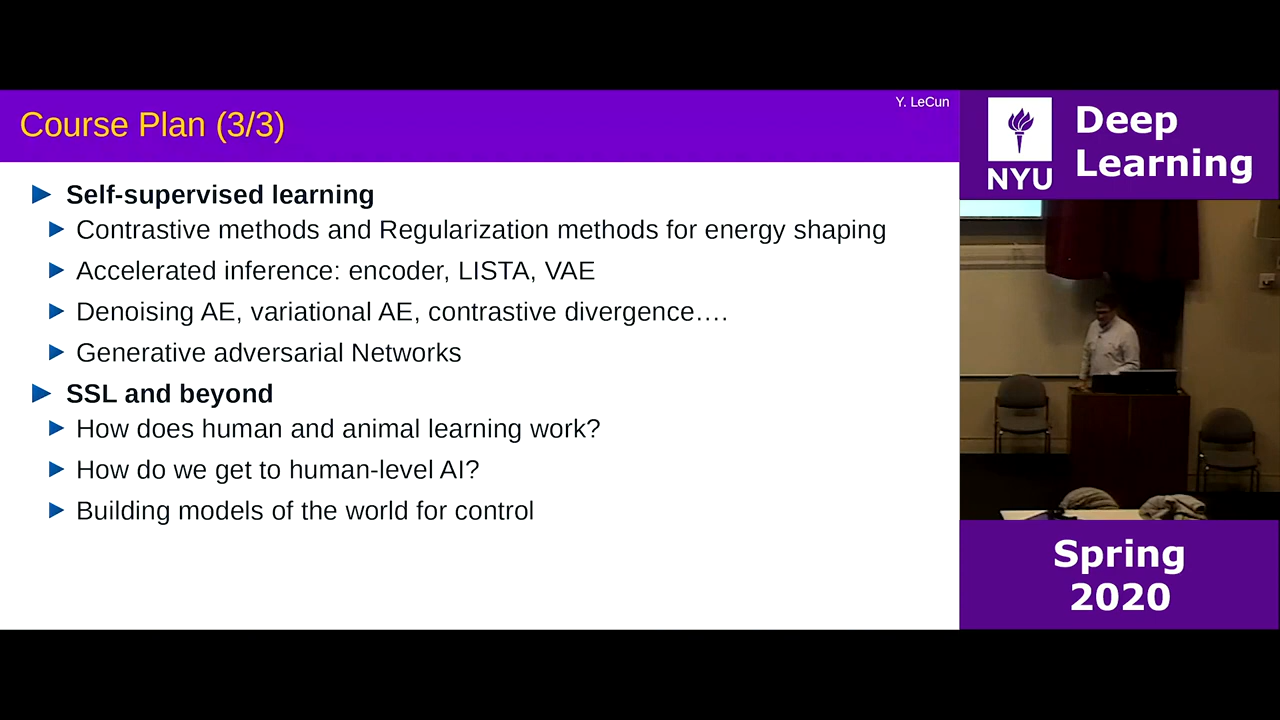 Y. LeCun
Course Plan (3/3)
Self-supervised learning
Contrastive methods and Regularization methods for energy shaping
Accelerated inference: encoder, LISTA, VAE
Denoising AE, variational AE, contrastive divergence….
Generative adversarial Networks
SSL and beyond
How does human and animal learning work?
How do we get to human-level AI?
Building models of the world for control
NYU
Deep
Learning
Spring
2020